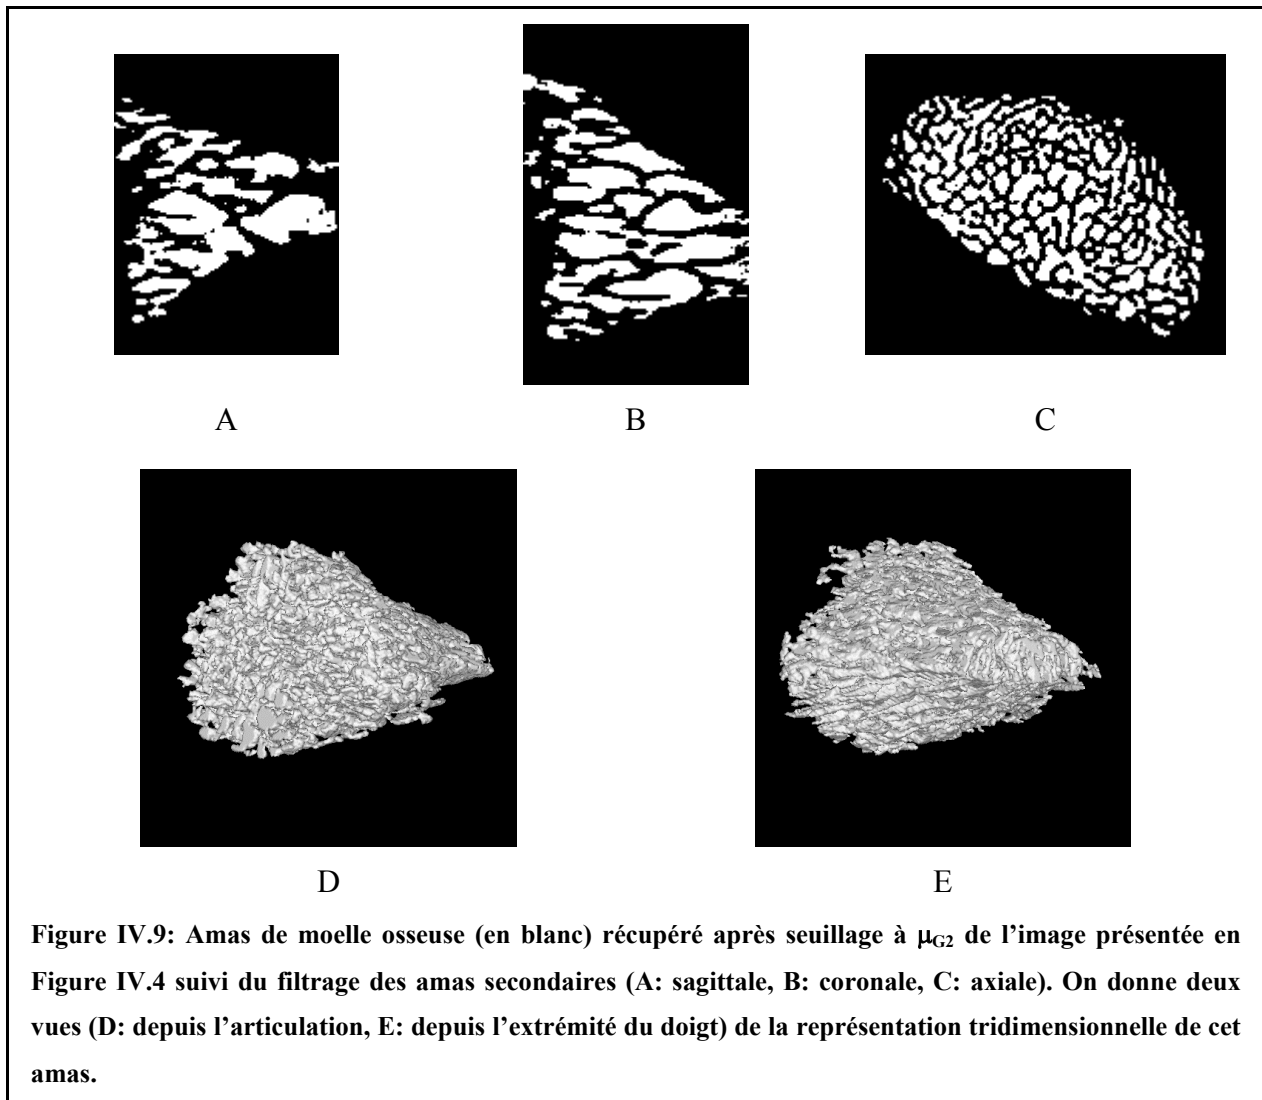 A
B
C
D
E
Figure IV.9: Amas de moelle osseuse (en blanc) récupéré après seuillage à μG2 de l’image présentée en
Figure IV.4 suivi du filtrage des amas secondaires (A: sagittale, B: coronale, C: axiale). On donne deux
vues (D: depuis l’articulation, E: depuis l’extrémité du doigt) de la représentation tridimensionnelle de cet
amas.